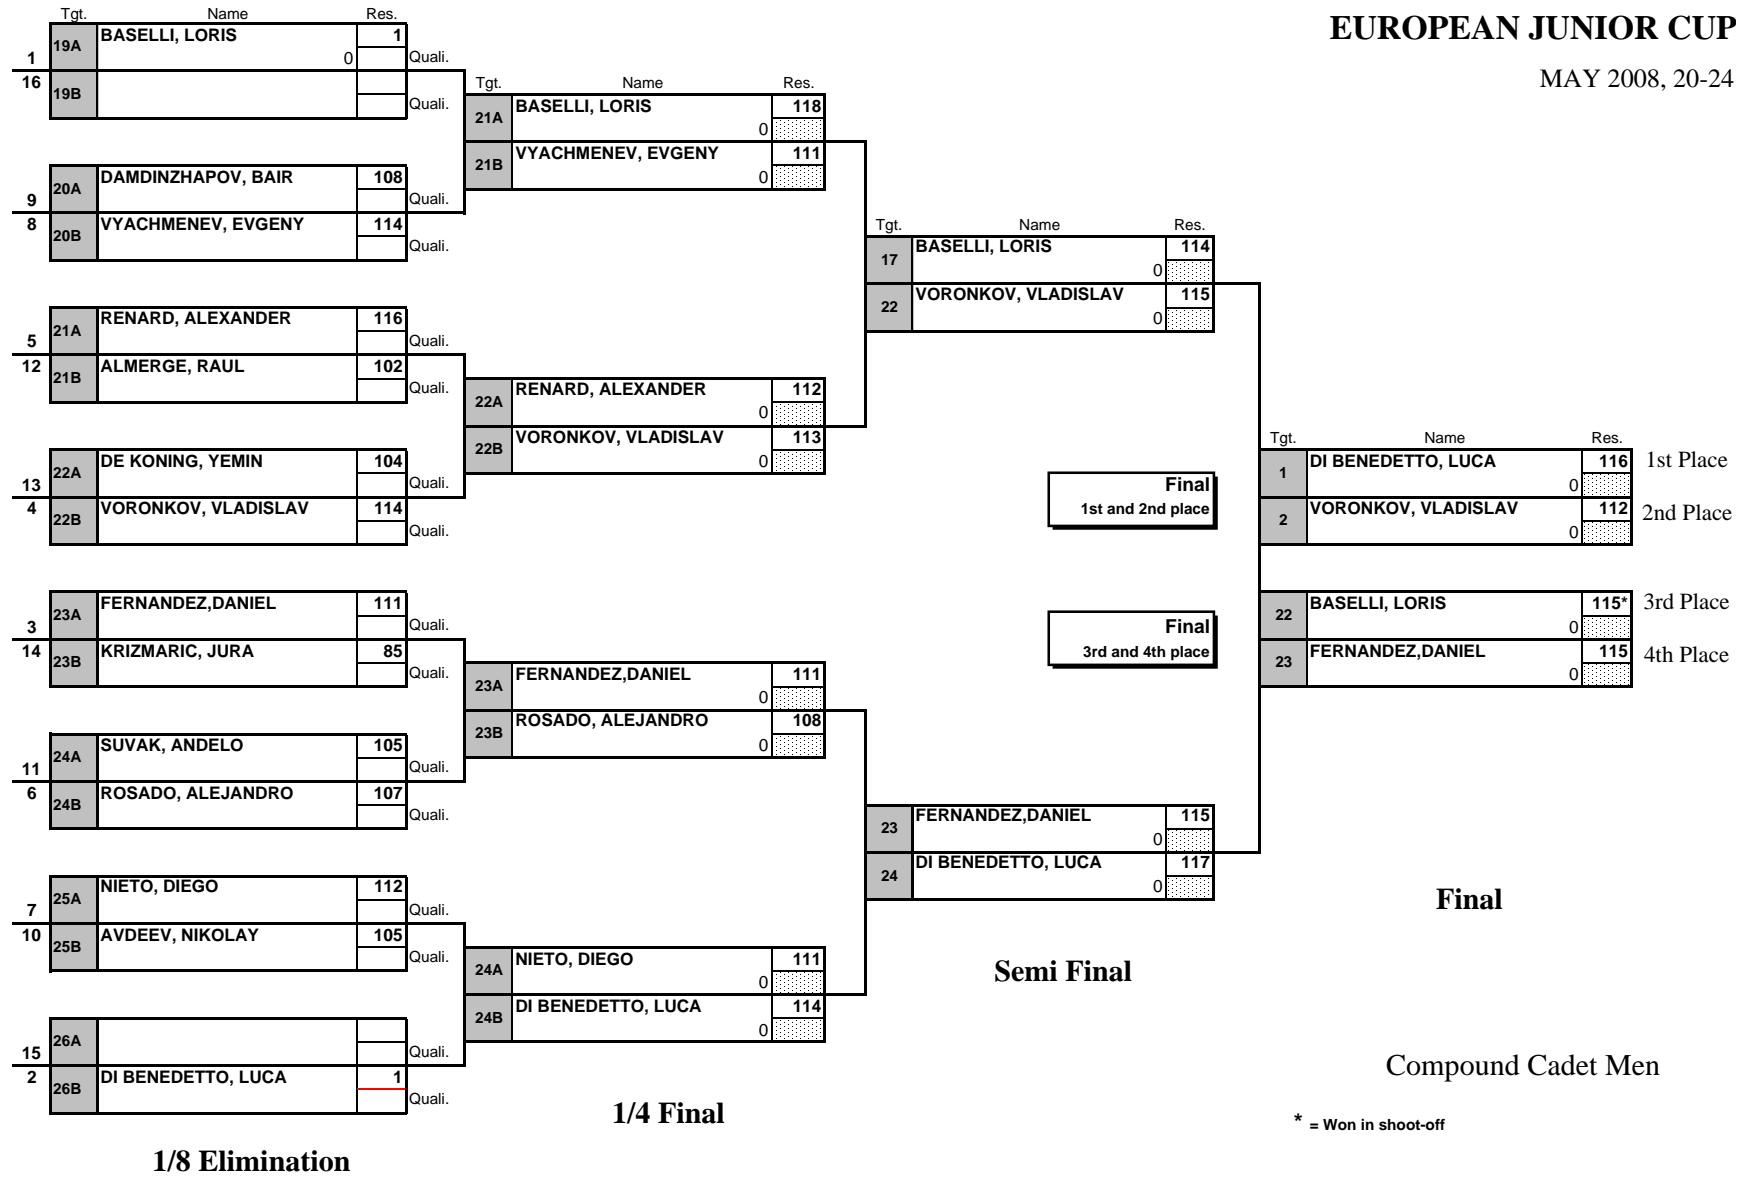 EUROPEAN JUNIOR CUP
MAY 2008, 20-24
Tgt. Name Res.
19A BASELLI, LORIS 1
1 0 Quali.
16
19B
Quali.
20A DAMDINZHAPOV, BAIR 108
9 Quali.
8 20B VYACHMENEV, EVGENY 114
Quali.
21A RENARD, ALEXANDER 116
5 Quali.
12 21B ALMERGE, RAUL 102
Quali.
22A DE KONING, YEMIN 104
13 Quali.
4 22B VORONKOV, VLADISLAV 114
Quali.
23A FERNANDEZ,DANIEL 111
3 Quali.
14 23B KRIZMARIC, JURA 85
Quali.
24A SUVAK, ANDELO 105
11 Quali.
6 24B ROSADO, ALEJANDRO 107
Quali.
25A NIETO, DIEGO 112
7 Quali.
10 25B AVDEEV, NIKOLAY 105
Quali.
26A
15 Quali.
2 26B DI BENEDETTO, LUCA 1
Quali.
1/8 Elimination
Tgt. Name Res.
21A BASELLI, LORIS 118
0
21B VYACHMENEV, EVGENY 111
0
22A RENARD, ALEXANDER 112
0
22B VORONKOV, VLADISLAV 113
0
23A FERNANDEZ,DANIEL 111
0
23B ROSADO, ALEJANDRO 108
0
24A NIETO, DIEGO 111
0
24B DI BENEDETTO, LUCA 114
0
1/4 Final
Tgt. Name Res.
17 BASELLI, LORIS 114
0
22 VORONKOV, VLADISLAV 115
0
23 FERNANDEZ,DANIEL 115
0
24 DI BENEDETTO, LUCA 117
0
Semi Final
Final
1st and 2nd place
Final
3rd and 4th place
Tgt. Name Res.
1 DI BENEDETTO, LUCA 116 1st Place
0
2 VORONKOV, VLADISLAV 112 2nd Place
0
22 BASELLI, LORIS 115* 3rd Place
0
23 FERNANDEZ,DANIEL 115 4th Place
0
Final
Compound Cadet Men
* = Won in shoot-off